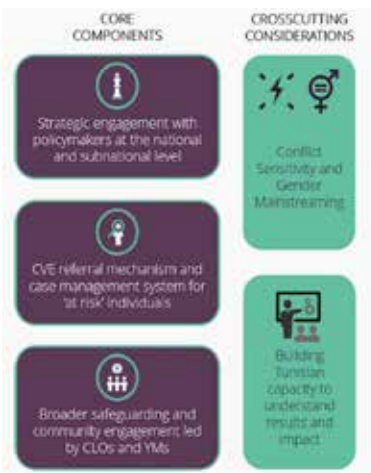 CORE
COMPONENTS
Strategic engagement with
policymakers at the national
and subnational level
CVE referral mechanism and
case management system for
'at risk' individuals
Broader safeguarding and
community engagement led
by CLOs and YMs
CROSSCUTTING
CONSIDERATIONS
Conflict
Sensitivity and
Gender
Mainstreaming
Building
Tunisian
capacity to
understand
results and
impact